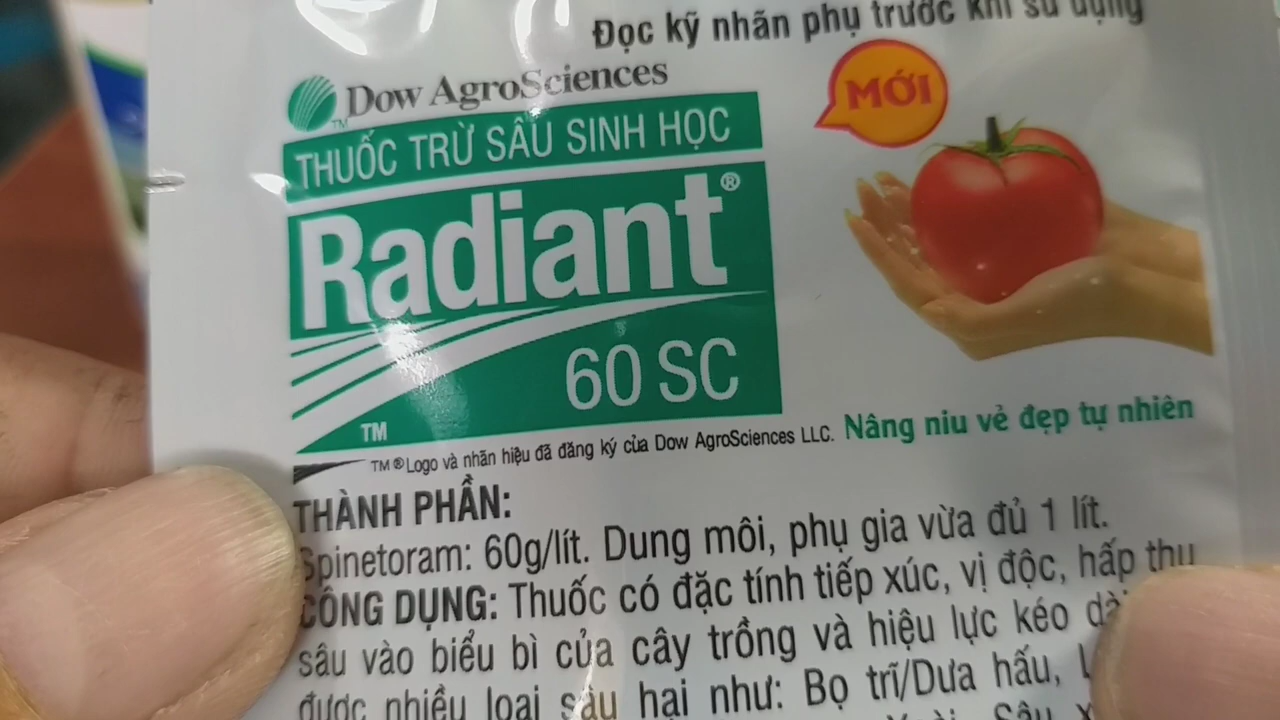 Đọc kỹ nhãn phụ trước khi sử dụng
Dow AgroSciences
TM
MỚI
THUỐC TRỪ SÂU SINH HỌC
Radiant®
60 SC
TM
TM ® Logo và nhãn hiệu đã đăng ký của Dow AgroSciences LLC.
Nâng niu vẻ đẹp tự nhiên
THÀNH PHẦN:
Spinetoram: 60g/lít. Dung môi, phụ gia vừa đủ 1 lít.
CÔNG DỤNG: Thuốc có đặc tính tiếp xúc, vị độc, hấp thu
sâu vào biểu bì của cây trồng và hiệu lực kéo dài
được nhiều loại sâu hại như: Bọ trĩ/Dưa hấu,
Sâu